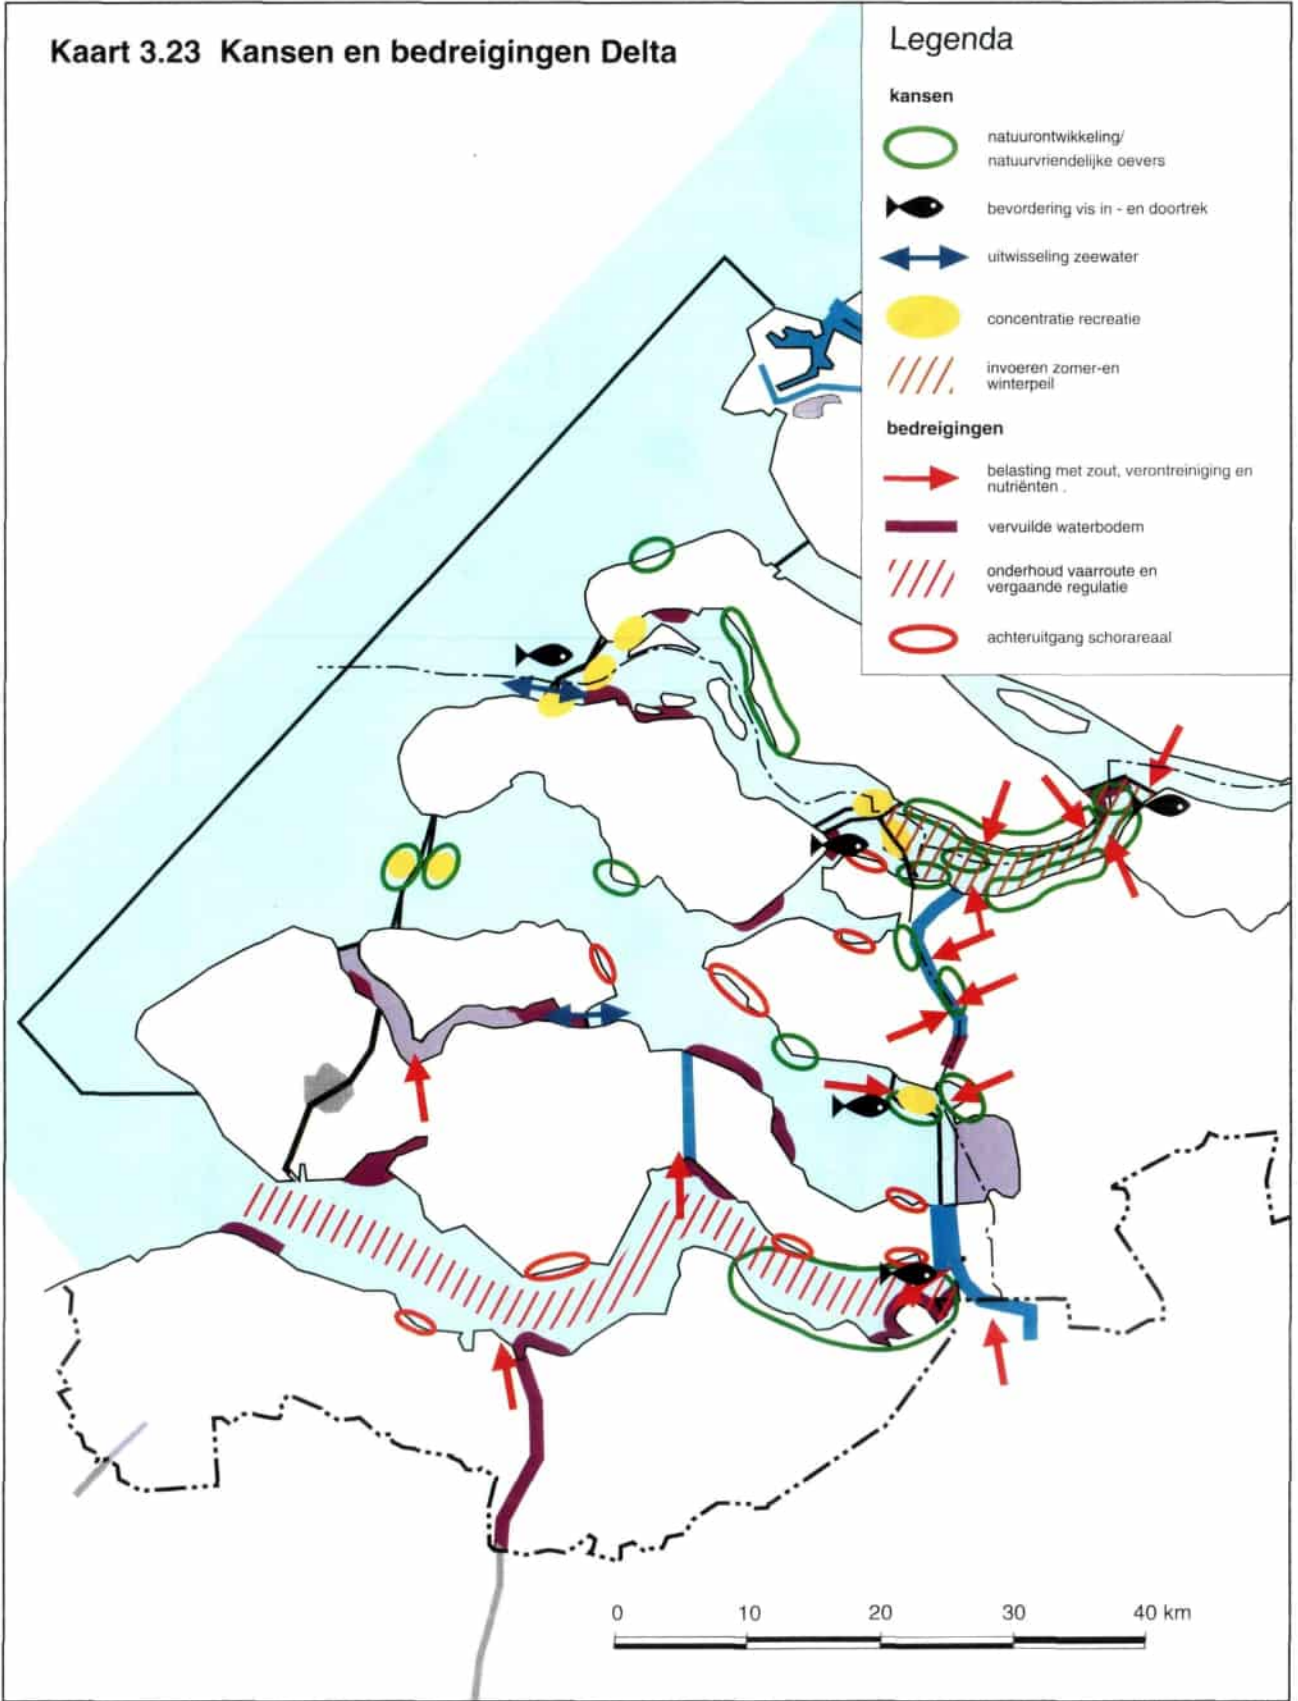 Kaart 3.23 Kansen en bedreigingen Delta
Legenda
kansen
natuurontwikkeling/
natuurvriendelijke oevers
bevordering vis in - en doortrek
uitwisseling zeewater
concentratie recreatie
invoeren zomer-en
winterpeil
bedreigingen
belasting met zout, verontreiniging en
nutriënten .
vervuilde waterbodem
onderhoud vaarroute en
vergaande regulatie
achteruitgang schorareaal
0 10 20 30 40 km